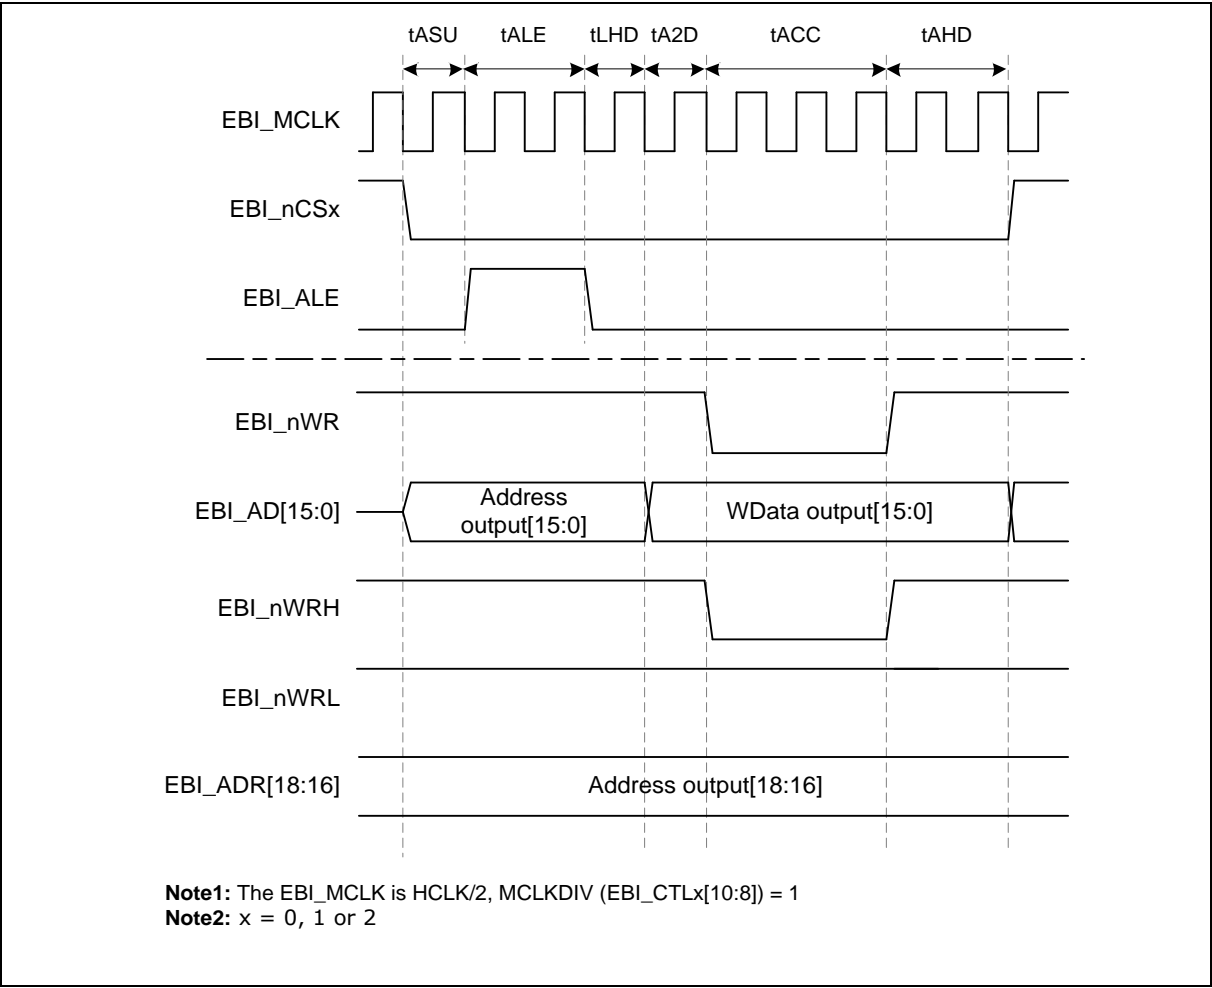 tASU tALE tLHD tA2D tACC tAHD
EBI_MCLK
EBI_nCSx
EBI_ALE
EBI_nWR
EBI_AD[15:0]
Address
output[15:0]
WData output[15:0]
EBI_nWRH
EBI_nWRL
EBI_ADR[18:16]
Address output[18:16]
Note1: The EBI_MCLK is HCLK/2, MCLKDIV (EBI_CTLx[10:8]) = 1
Note2: x = 0, 1 or 2